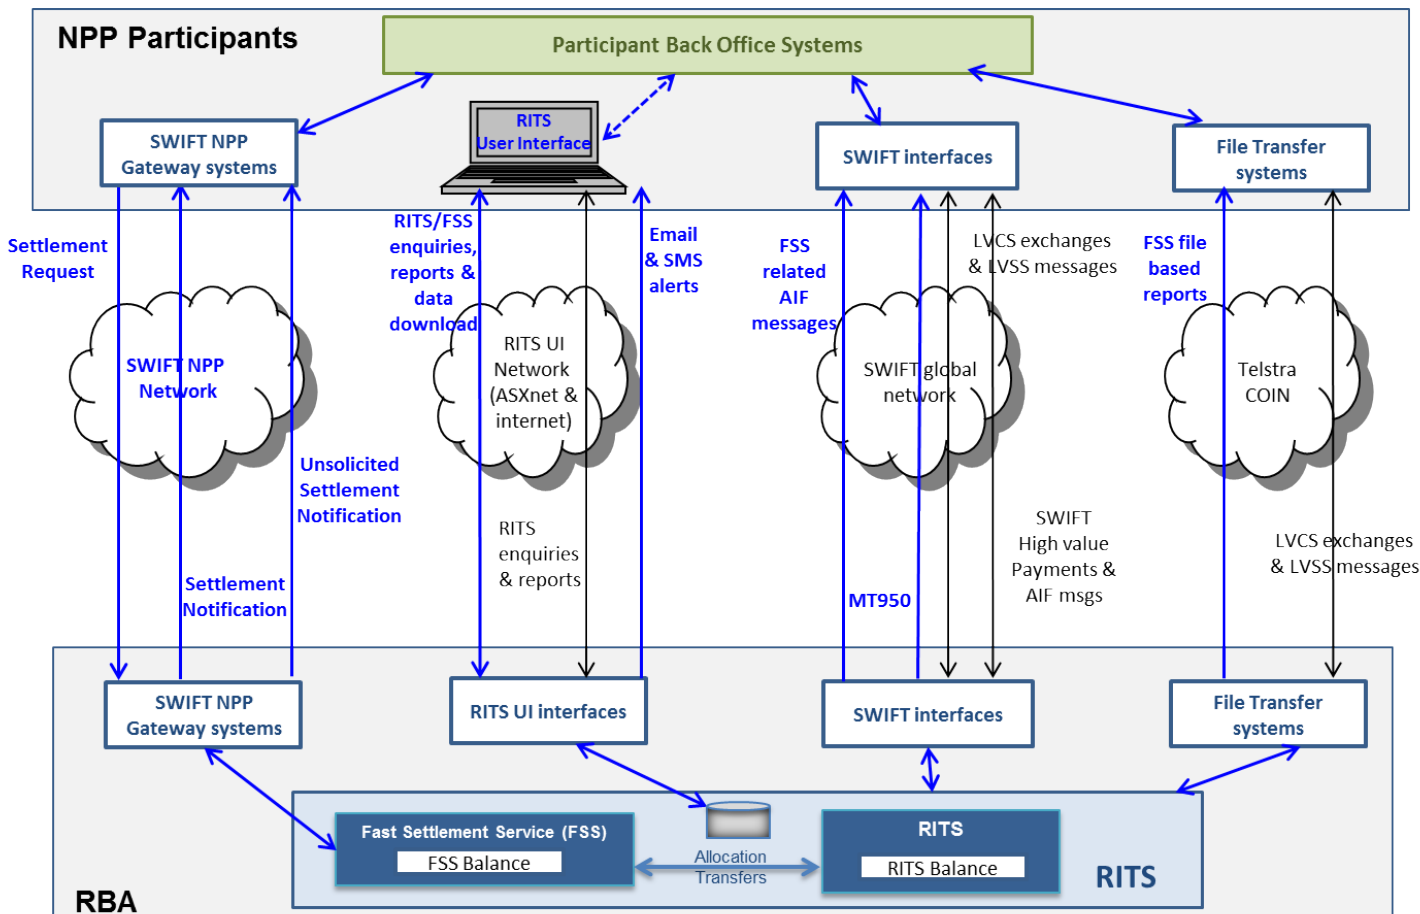 NPP Participants
Participant Back Office Systems
SWIFT NPP
Gateway systems
RITS
User Interface
SWIFT interfaces
File Transfer
systems
Settlement
Request
RITS/FSS
enquiries,
reports &
data
download
Email
& SMS
alerts
FSS
related
AIF
messages
LVCS exchanges
& LVSS messages
FSS file
based
reports
SWIFT NPP
Network
RITS UI
Network
(ASXnet &
internet)
SWIFT global
network
Telstra
COIN
Unsolicited
Settlement
Notification
Settlement
Notification
RITS
enquiries
& reports
MT950
SWIFT
High value
Payments &
AIF msgs
LVCS exchanges
& LVSS messages
SWIFT NPP
Gateway systems
RITS UI interfaces
SWIFT interfaces
File Transfer
systems
Fast Settlement Service (FSS)
FSS Balance
Allocation
Transfers
RITS
RITS Balance
RITS
RBA